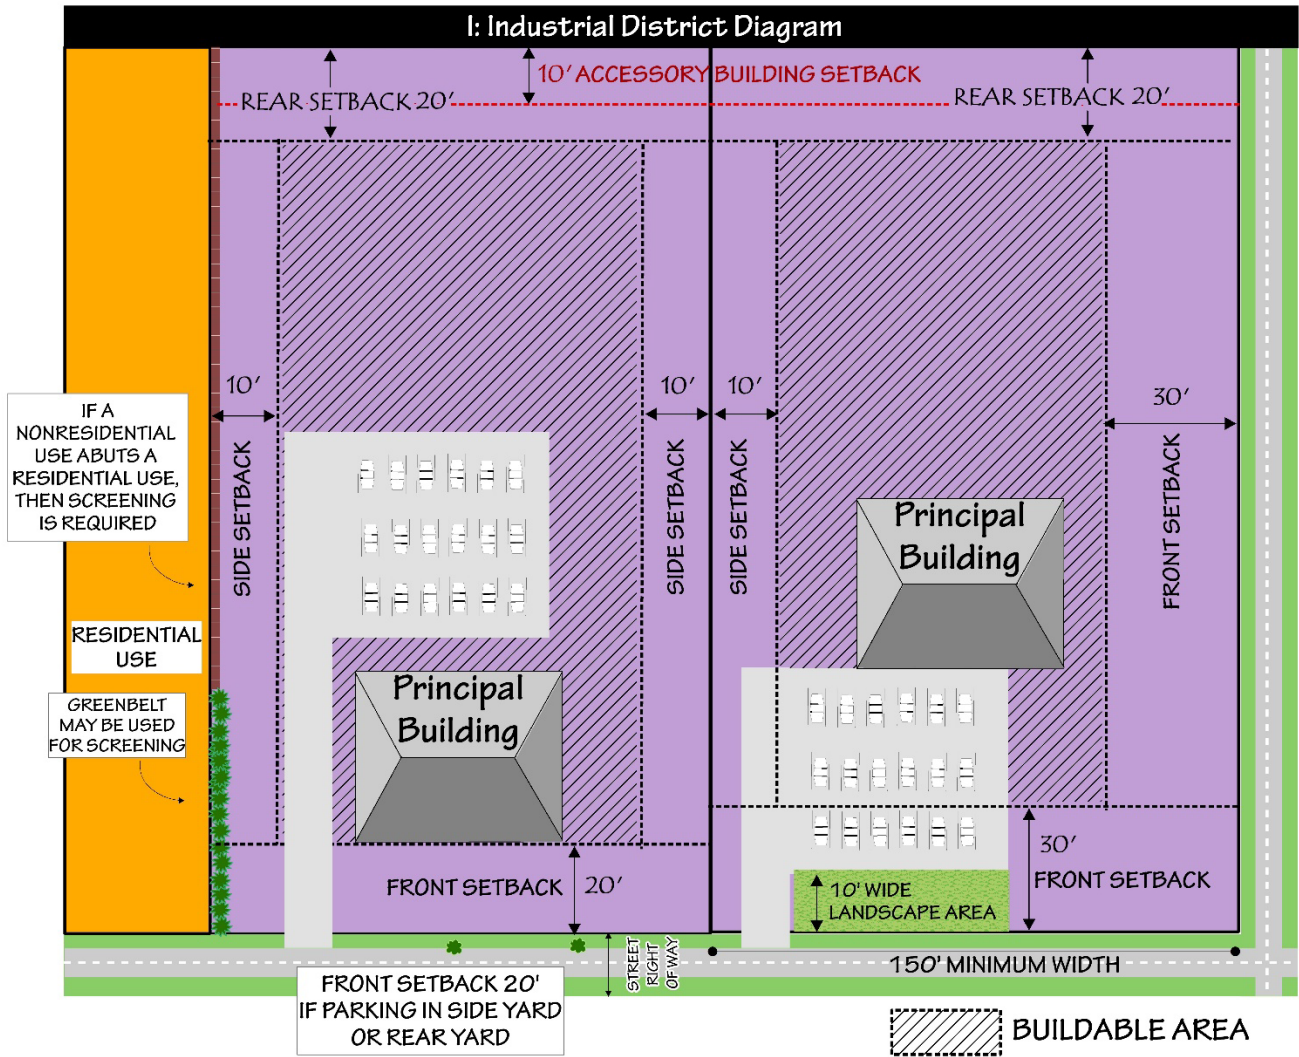 I: Industrial District Diagram
10' ACCESSORY BUILDING SETBACK
REAR SETBACK 20'
REAR SETBACK 20'
10'
10'
10'
30'
SIDE SETBACK
SIDE SETBACK
SIDE SETBACK
FRONT SETBACK
IF A
NONRESIDENTIAL
USE ABUTS A
RESIDENTIAL USE,
THEN SCREENING
IS REQUIRED
Principal
Building
RESIDENTIAL
USE
GREENBELT
MAY BE USED
FOR SCREENING
Principal
Building
FRONT SETBACK
20'
30'
FRONT SETBACK
10' WIDE
LANDSCAPE AREA
STREET
RIGHT
OF WAY
150' MINIMUM WIDTH
FRONT SETBACK 20'
IF PARKING IN SIDE YARD
OR REAR YARD
BUILDABLE AREA